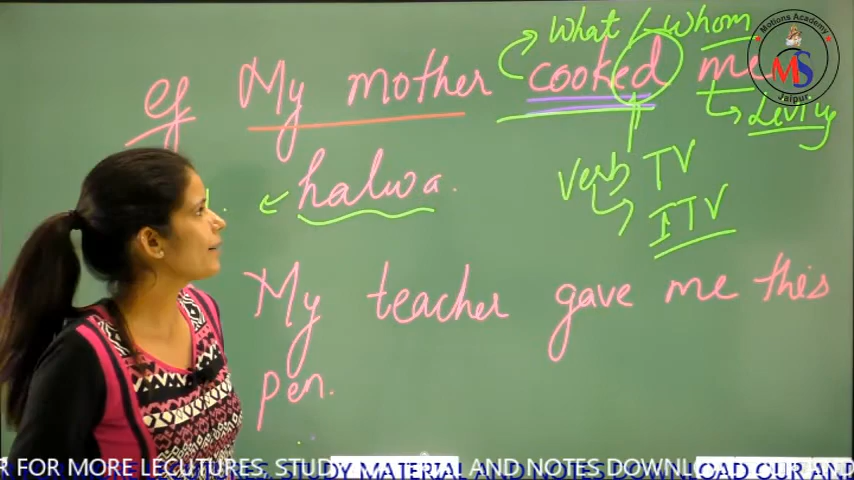 What / whom
eg My mother cooked me
Living
halwa.
Verb TV
ITV
My teacher gave me this
pen.
Motions Academy
MS
Jaipur
R FOR MORE LECUTURES, STUDY MATERIAL AND NOTES DOWNLOAD OUR AND